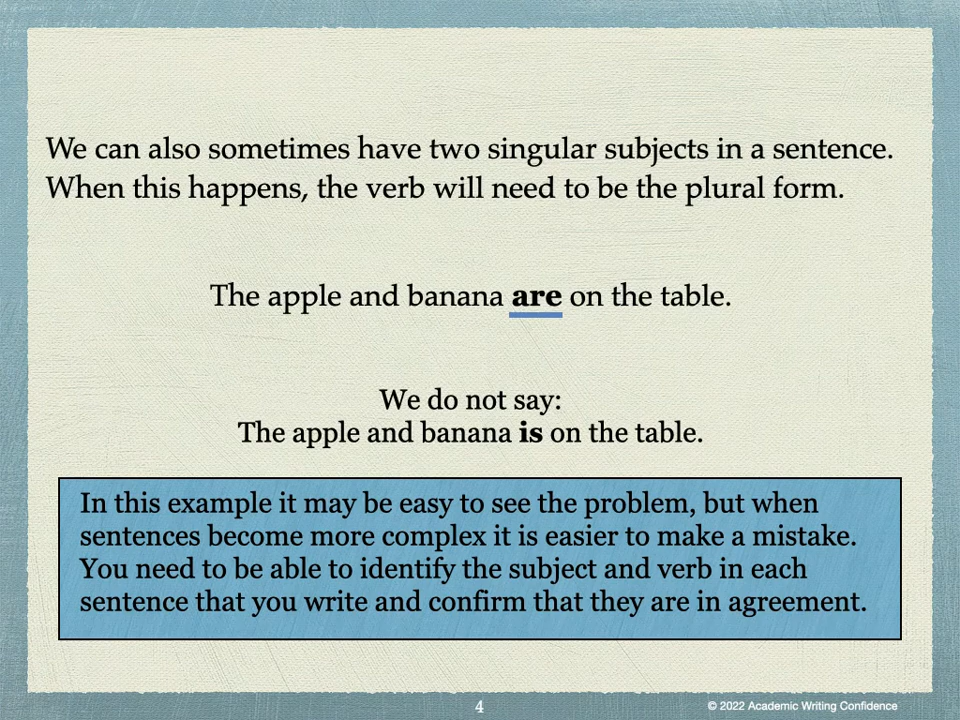 We can also sometimes have two singular subjects in a sentence.
When this happens, the verb will need to be the plural form.
The apple and banana are on the table.
We do not say:
The apple and banana is on the table.
In this example it may be easy to see the problem, but when
sentences become more complex it is easier to make a mistake.
You need to be able to identify the subject and verb in each
sentence that you write and confirm that they are in agreement.
4
© 2022 Academic Writing Confidence